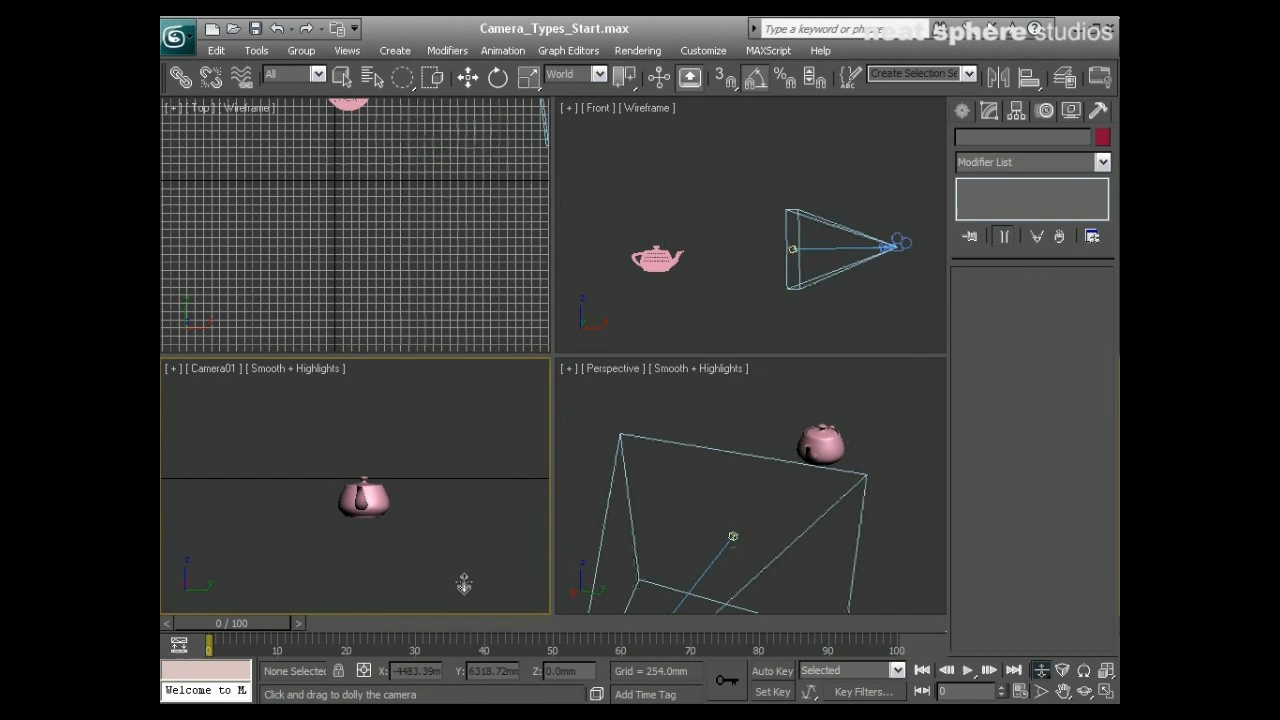 Camera_Types_Start.max
Type a keyword or phrase
neat sphere studios
Edit Tools Group Views Create Modifiers Animation Graph Editors Rendering Customize MAXScript Help
All
World
3
Create Selection Se
[ + ] [ Top ] [ Wireframe ]
[ + ] [ Front ] [ Wireframe ]
Modifier List
z
x
[ + ] [ Camera01 ] [ Smooth + Highlights ]
[ + ] [ Perspective ] [ Smooth + Highlights ]
z
y
z
< 0 / 100 >
0 10 20 30 40 50 60 70 80 90 100
None Selected X: -4483.39m Y: 6318.72mm Z: 0.0mm Grid = 254.0mm Auto Key Selected
Welcome to M Click and drag to dolly the camera Add Time Tag Set Key Key Filters... 0